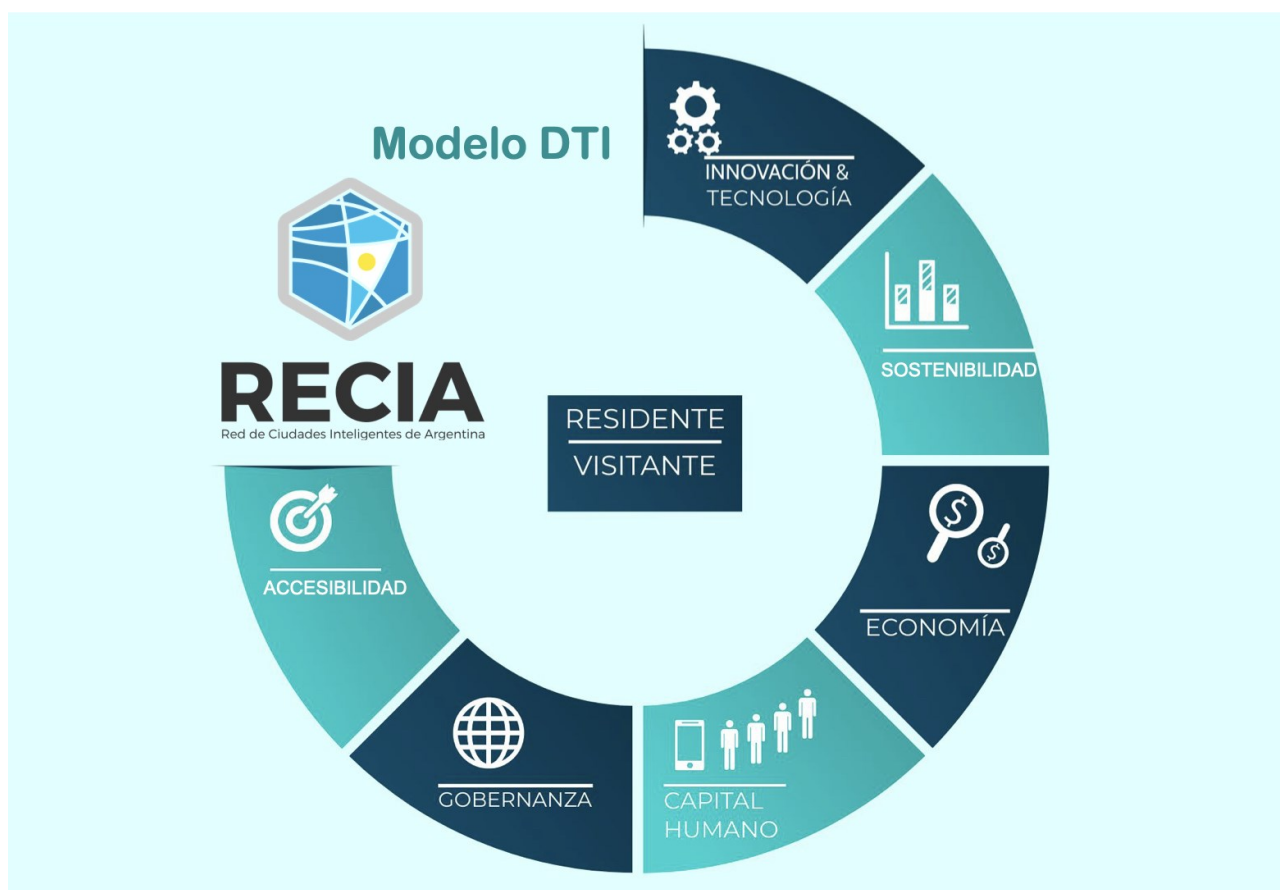 Modelo DTI
RECIA
Red de Ciudades Inteligentes de Argentina
INNOVACIÓN &
TECNOLOGÍA
SOSTENIBILIDAD
$
$
ECONOMÍA
CAPITAL
HUMANO
GOBERNANZA
ACCESIBILIDAD
RESIDENTE
VISITANTE